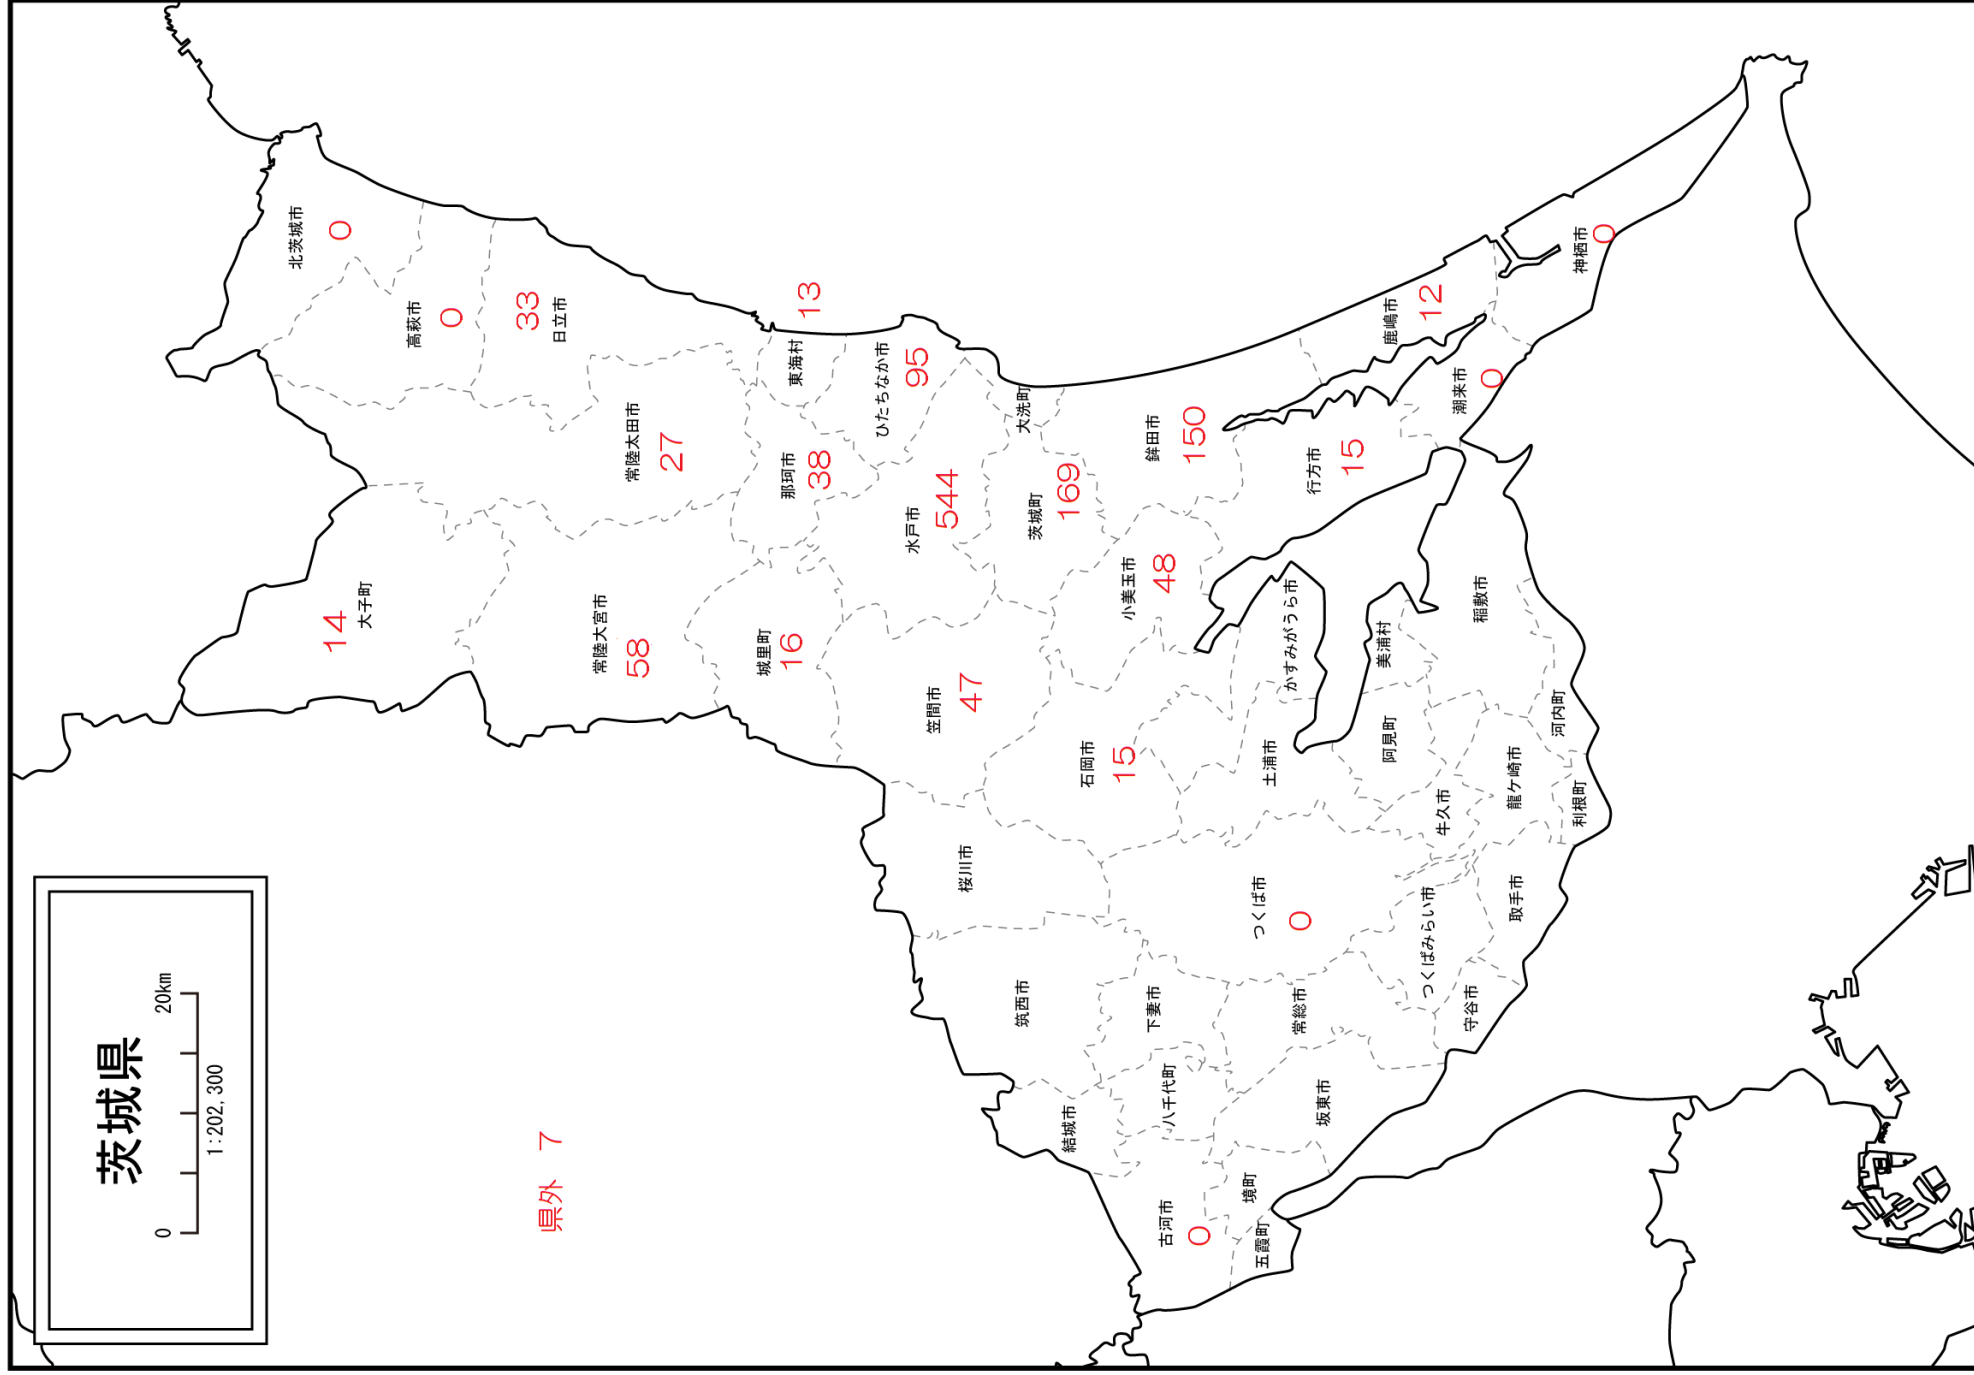 茨城県
0 20km
1:202,300
県外 7
北茨城市
0
高萩市
0
33
日立市
14
大子町
常陸太田市
27
常陸大宮市
58
13
東海村
那珂市
38
城里町
16
ひたちなか市
95
水戸市
544
笠間市
47
大洗町
茨城町
169
鉾田市
150
小美玉市
48
石岡市
15
桜川市
筑西市
結城市
下妻市
八千代町
古河市
0
五霞町
境町
坂東市
常総市
つくば市
0
土浦市
かすみがうら市
行方市
15
鹿嶋市
12
潮来市
0
神栖市
0
稲敷市
美浦村
阿見町
牛久市
龍ケ崎市
河内町
利根町
取手市
つくばみらい市
守谷市